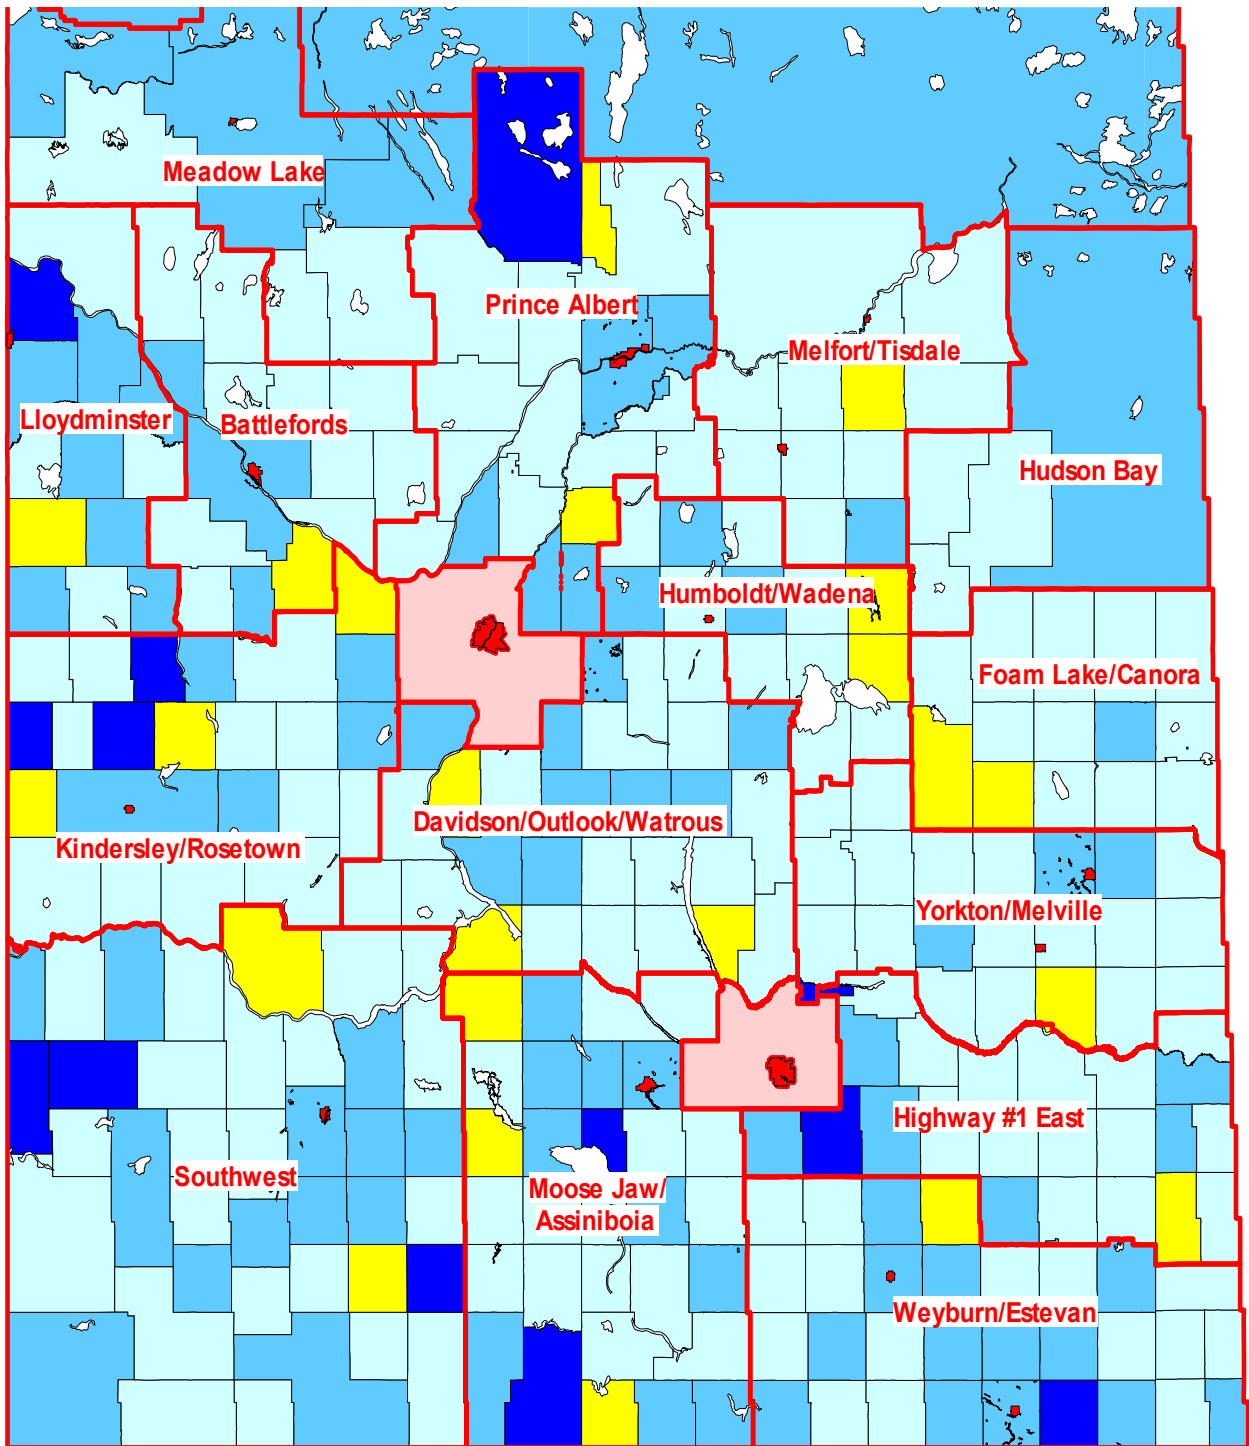 Meadow Lake
Prince Albert
Melfort/Tisdale
Lloydminster
Battlefords
Hudson Bay
Humboldt/Wadena
Foam Lake/Canora
Davidson/Outlook/Watrous
Kindersley/Rosetown
Yorkton/Melville
Highway #1 East
Southwest
Moose Jaw/
Assiniboia
Weyburn/Estevan